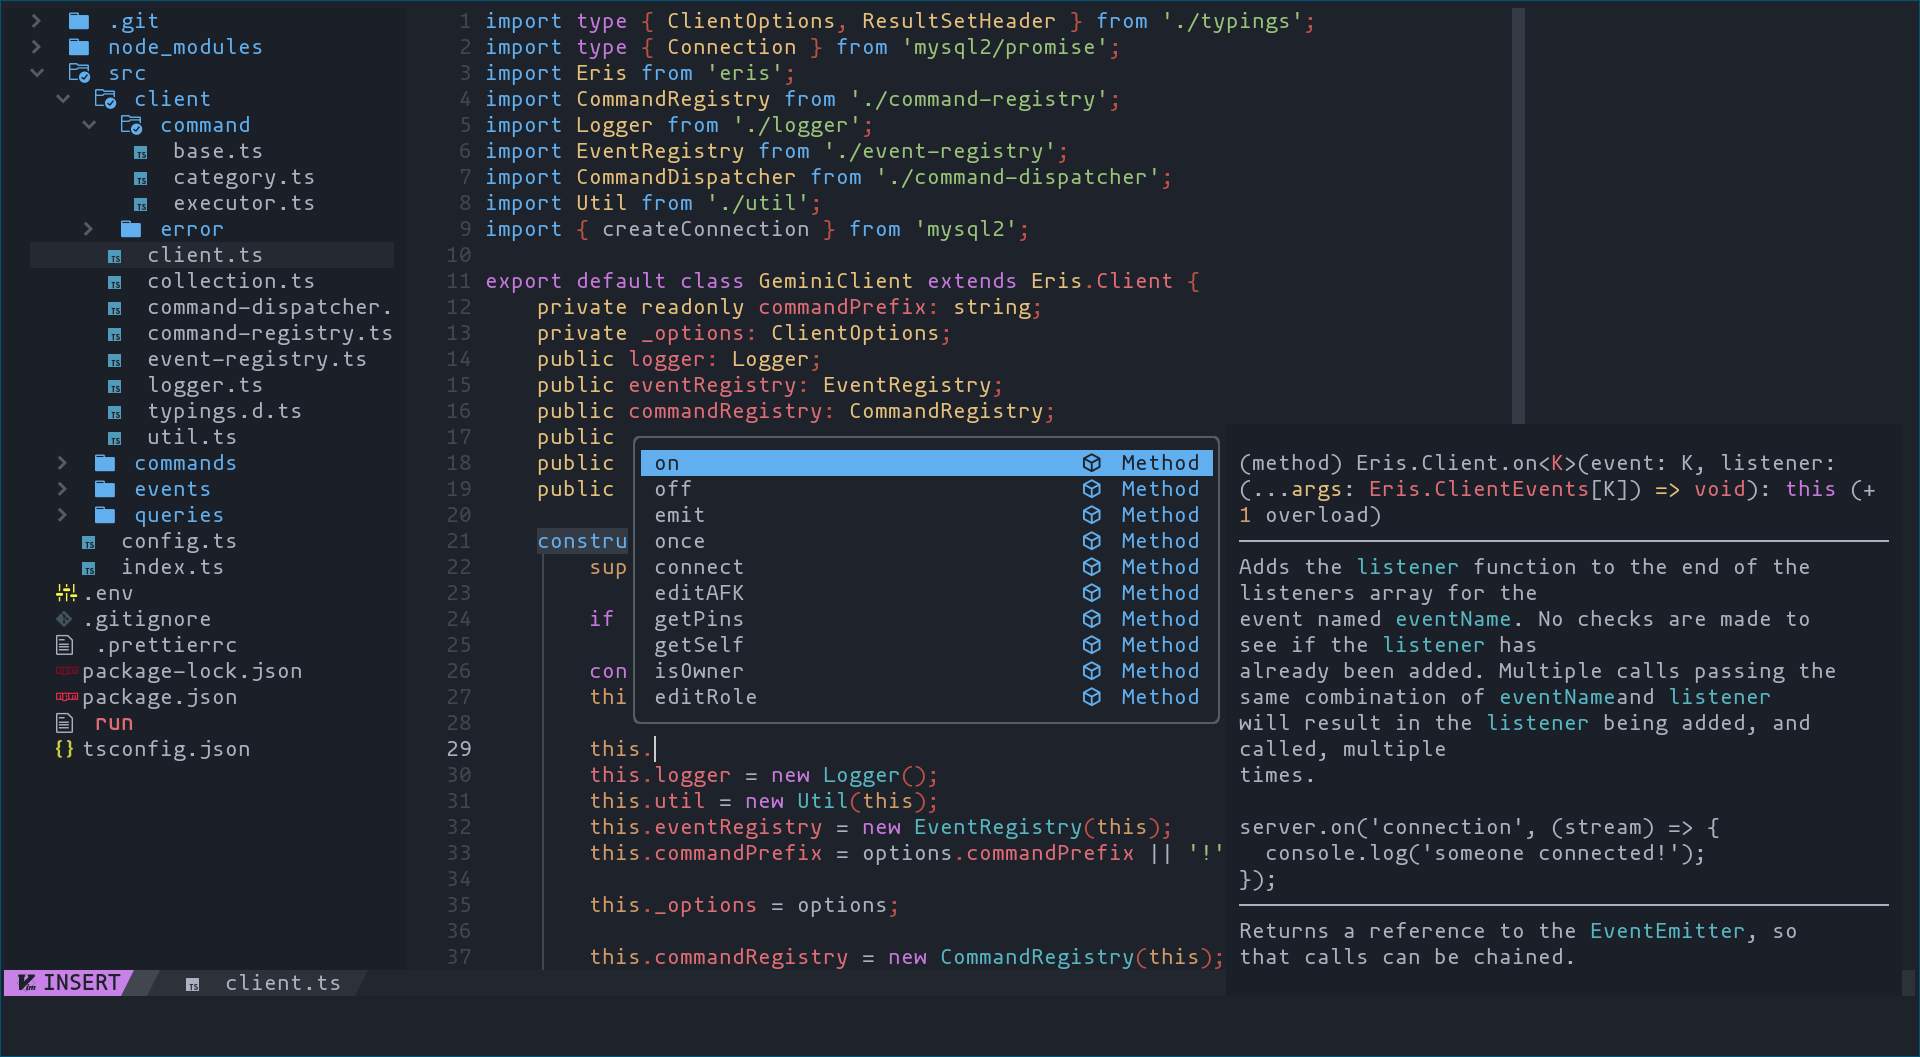 .git
node_modules
src
client
command
base.ts
category.ts
executor.ts
error
client.ts
collection.ts
command-dispatcher.
command-registry.ts
event-registry.ts
logger.ts
typings.d.ts
util.ts
commands
events
queries
config.ts
index.ts
.env
.gitignore
.prettierrc
package-lock.json
package.json
run
{} tsconfig.json
1 import type { ClientOptions, ResultSetHeader } from './typings';
2 import type { Connection } from 'mysql2/promise';
3 import Eris from 'eris';
4 import CommandRegistry from './command-registry';
5 import Logger from './logger';
6 import EventRegistry from './event-registry';
7 import CommandDispatcher from './command-dispatcher';
8 import Util from './util';
9 import { createConnection } from 'mysql2';
10
11 export default class GeminiClient extends Eris.Client {
12     private readonly commandPrefix: string;
13     private _options: ClientOptions;
14     public logger: Logger;
15     public eventRegistry: EventRegistry;
16     public commandRegistry: CommandRegistry;
17     public
18     public
19     public
20
21     constru
22         sup
23
24         if
25
26         con
27         thi
28
29         this.
30         this.logger = new Logger();
31         this.util = new Util(this);
32         this.eventRegistry = new EventRegistry(this);
33         this.commandPrefix = options.commandPrefix || '!'
34
35         this._options = options;
36
37         this.commandRegistry = new CommandRegistry(this);
on Method
off Method
emit Method
once Method
connect Method
editAFK Method
getPins Method
getSelf Method
isOwner Method
editRole Method
(method) Eris.Client.on<K>(event: K, listener:
(...args: Eris.ClientEvents[K]) => void): this (+
1 overload)
Adds the listener function to the end of the
listeners array for the
event named eventName. No checks are made to
see if the listener has
already been added. Multiple calls passing the
same combination of eventNameand listener
will result in the listener being added, and
called, multiple
times.
server.on('connection', (stream) => {
  console.log('someone connected!');
});
Returns a reference to the EventEmitter, so
that calls can be chained.
INSERT client.ts